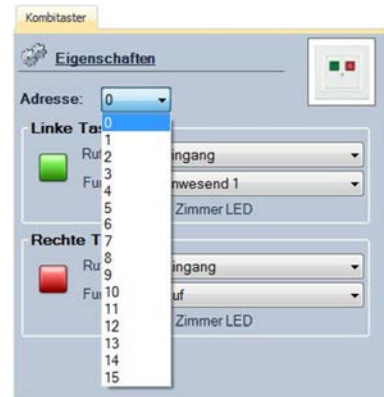 Kombitaster
Eigenschaften
Adresse: 0
0
1
2
3
4
5
6
7
8
9
10
11
12
13
14
15
Linke Ta
Ru
ingang
Fu
nwesend 1
Zimmer LED
Rechte T
Ru
ingang
Fu
uf
Zimmer LED